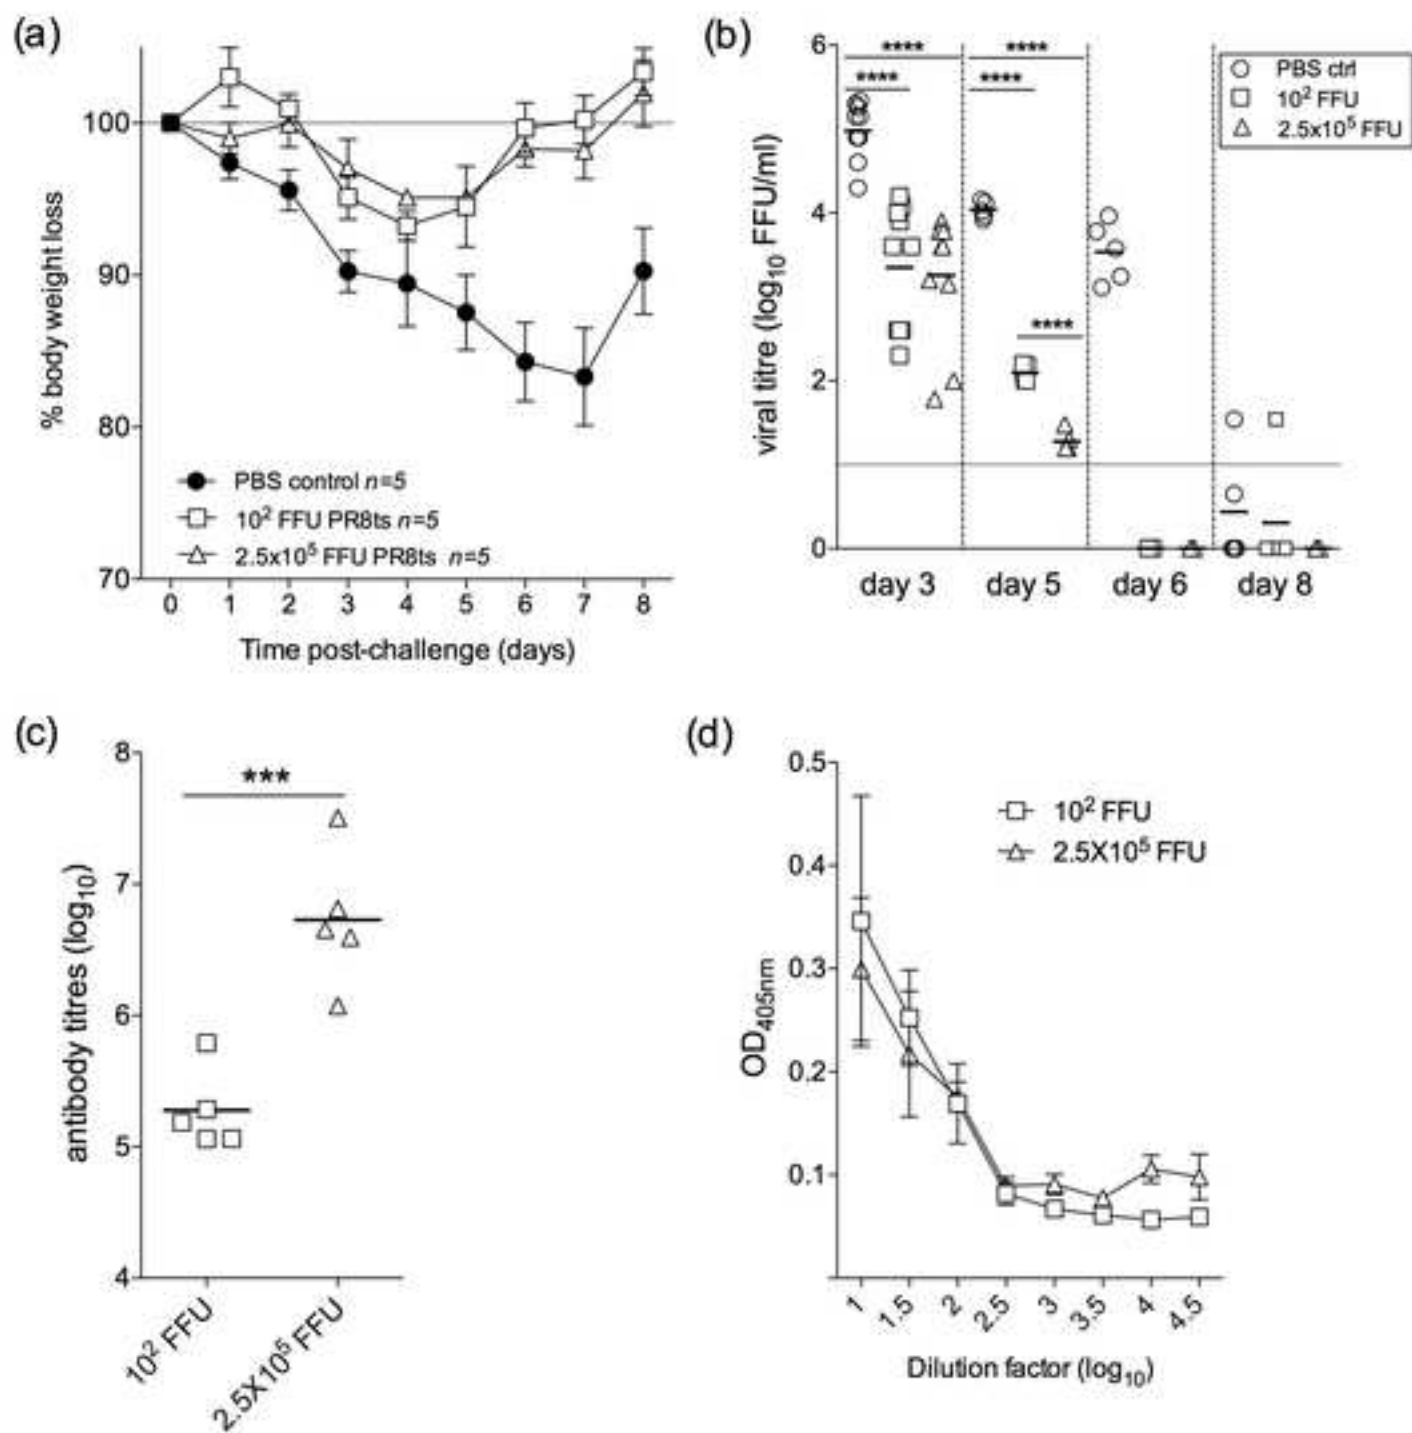 (a)
% body weight loss
100
90
80
70
PBS control n=5
10² FFU PR8ts n=5
2.5x10⁵ FFU PR8ts n=5
0 1 2 3 4 5 6 7 8
Time post-challenge (days)
(b)
viral titre (log₁₀ FFU/ml)
6
4
2
0
**** ****
**** ****
****
PBS ctrl
10² FFU
2.5x10⁵ FFU
day 3 day 5 day 6 day 8
(c)
antibody titres (log₁₀)
8
7
6
5
4
***
10² FFU
2.5X10⁵ FFU
(d)
OD₄₀₅nm
0.5
0.4
0.3
0.2
0.1
10² FFU
2.5X10⁵ FFU
1 1.5 2 2.5 3 3.5 4 4.5
Dilution factor (log₁₀)